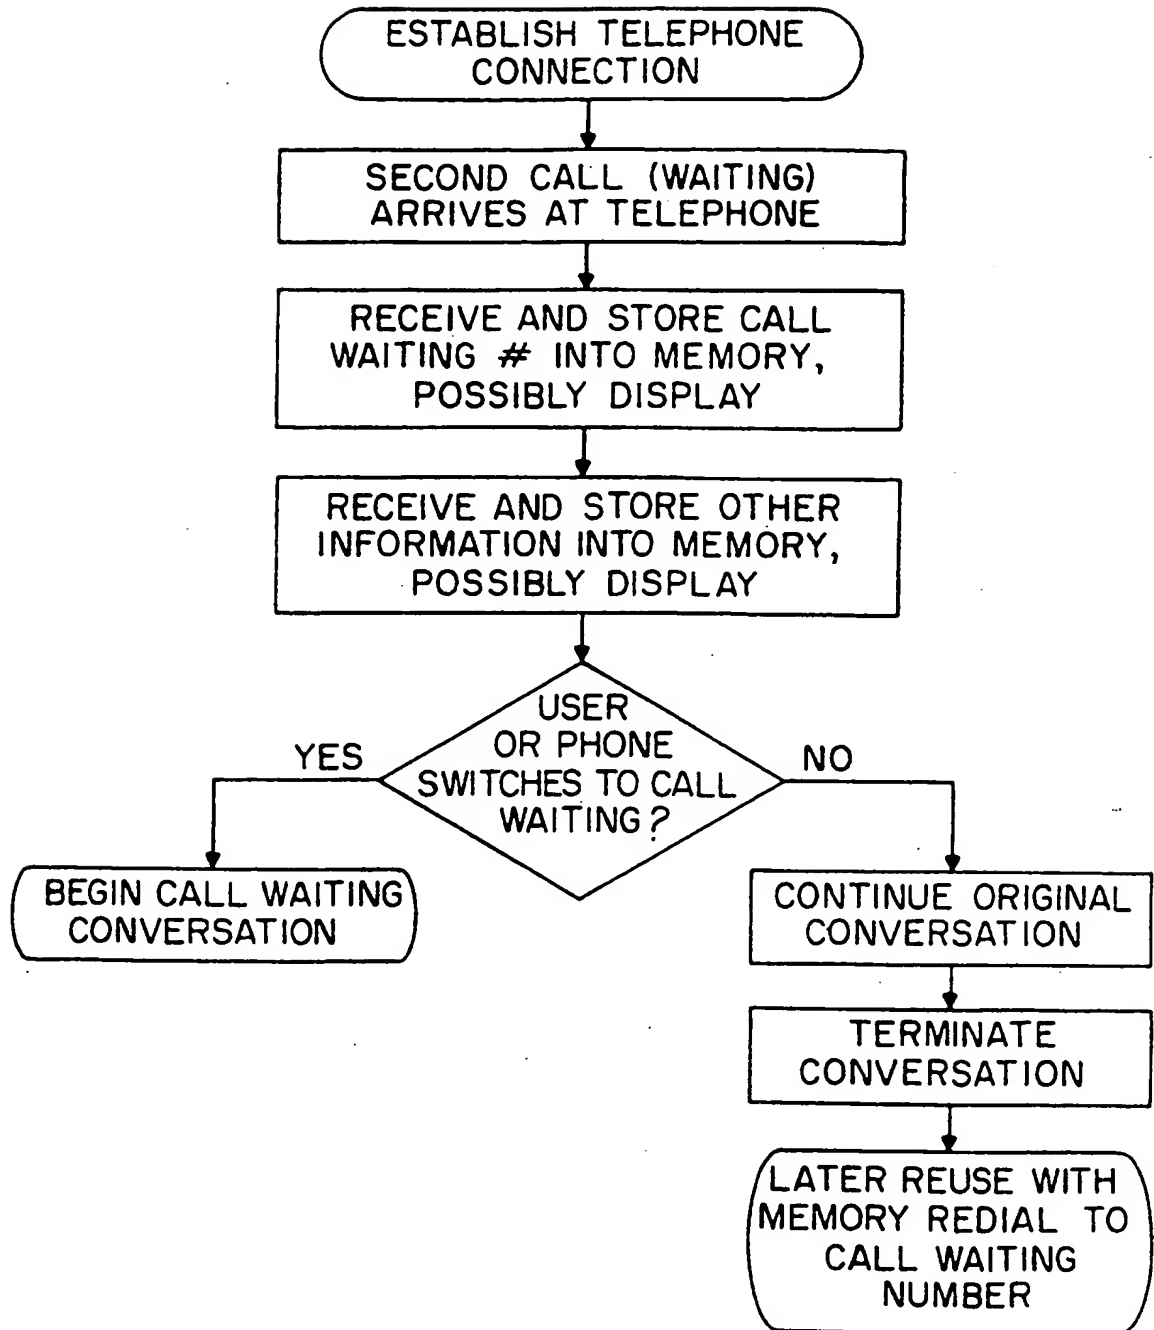 ESTABLISH TELEPHONE
CONNECTION
SECOND CALL (WAITING)
ARRIVES AT TELEPHONE
RECEIVE AND STORE CALL
WAITING # INTO MEMORY,
POSSIBLY DISPLAY
RECEIVE AND STORE OTHER
INFORMATION INTO MEMORY,
POSSIBLY DISPLAY
USER
OR PHONE
SWITCHES TO CALL
WAITING?
YES
NO
BEGIN CALL WAITING
CONVERSATION
CONTINUE ORIGINAL
CONVERSATION
TERMINATE
CONVERSATION
LATER REUSE WITH
MEMORY REDIAL TO
CALL WAITING
NUMBER